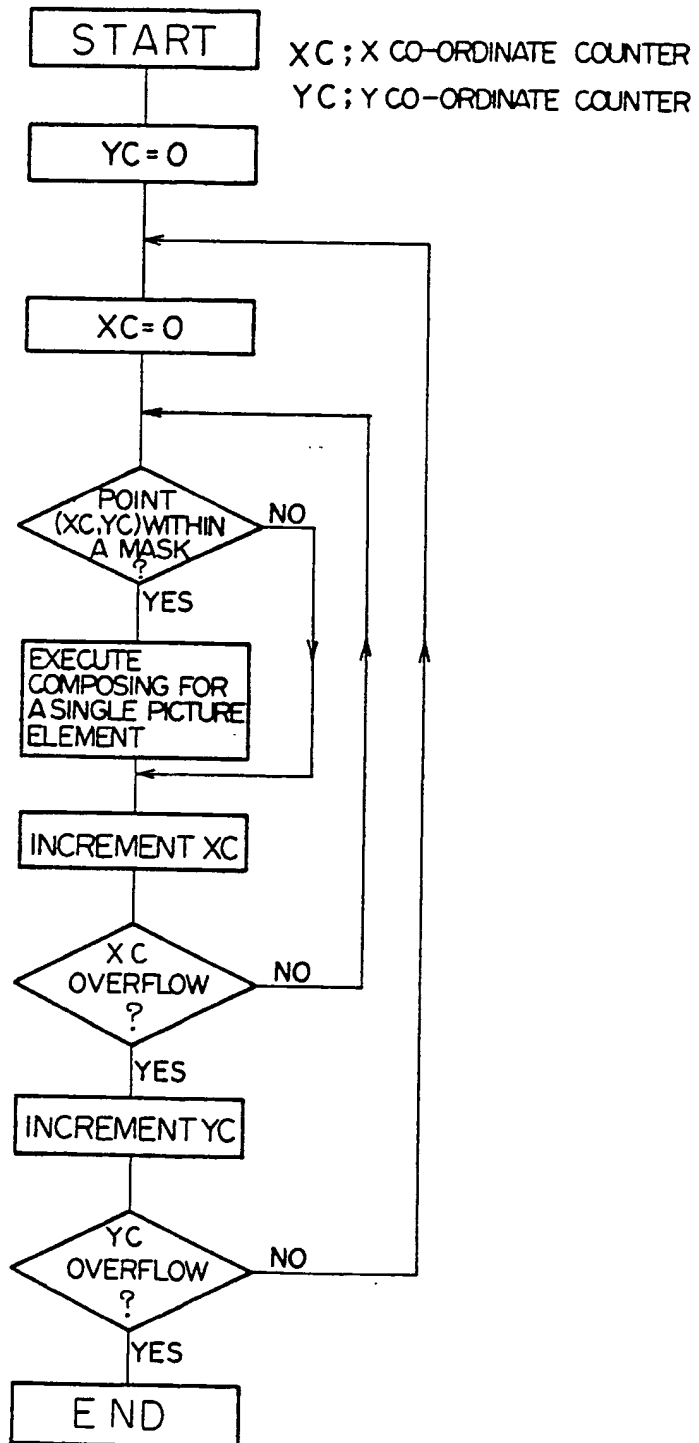 START
XC; X CO-ORDINATE COUNTER
YC; Y CO-ORDINATE COUNTER
YC=0
XC=0
POINT
(XC,YC)WITHIN
A MASK
?
NO
YES
EXECUTE
COMPOSING FOR
A SINGLE PICTURE
ELEMENT
INCREMENT XC
XC
OVERFLOW
?
NO
YES
INCREMENT YC
YC
OVERFLOW
?
NO
YES
END